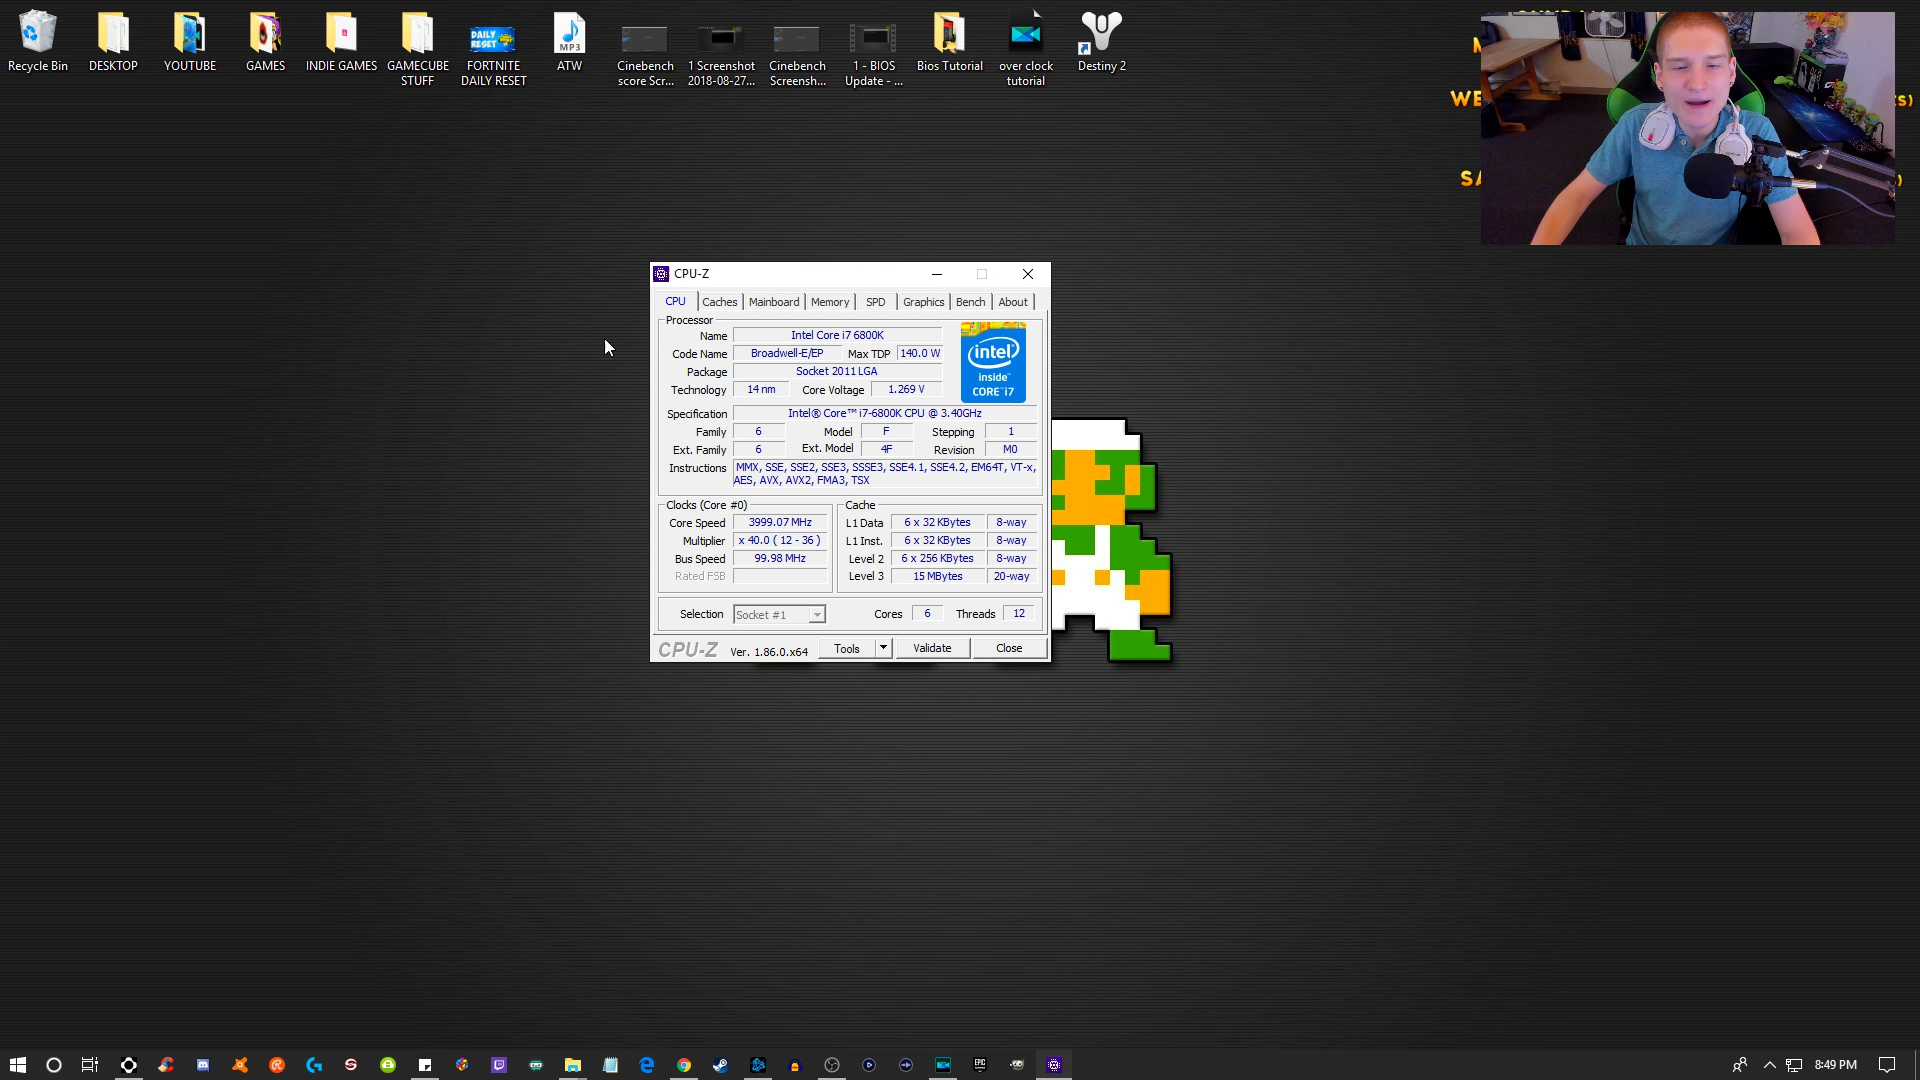 Recycle Bin
DESKTOP
YOUTUBE
GAMES
INDIE GAMES
GAMECUBE
STUFF
DAILY
RESET
FORTNITE
DAILY RESET
MP3
ATW
Cinebench
score Scr...
1 Screenshot
2018-08-27...
Cinebench
Screensh...
1 - BIOS
Update - ...
Bios Tutorial
over clock
tutorial
Destiny 2
M
WE
S)
SA
)
CPU-Z
CPU Caches Mainboard Memory SPD Graphics Bench About
Processor
Name Intel Core i7 6800K
Code Name Broadwell-E/EP Max TDP 140.0 W
Package Socket 2011 LGA
Technology 14 nm Core Voltage 1.269 V
intel
inside™
CORE™ i7
Specification Intel® Core™ i7-6800K CPU @ 3.40GHz
Family 6 Model F Stepping 1
Ext. Family 6 Ext. Model 4F Revision M0
Instructions MMX, SSE, SSE2, SSE3, SSSE3, SSE4.1, SSE4.2, EM64T, VT-x,
AES, AVX, AVX2, FMA3, TSX
Clocks (Core #0)
Core Speed 3999.07 MHz
Multiplier x 40.0 ( 12 - 36 )
Bus Speed 99.98 MHz
Rated FSB
Cache
L1 Data 6 x 32 KBytes 8-way
L1 Inst. 6 x 32 KBytes 8-way
Level 2 6 x 256 KBytes 8-way
Level 3 15 MBytes 20-way
Selection Socket #1 Cores 6 Threads 12
CPU-Z Ver. 1.86.0.x64 Tools Validate Close
EPIC
8:49 PM